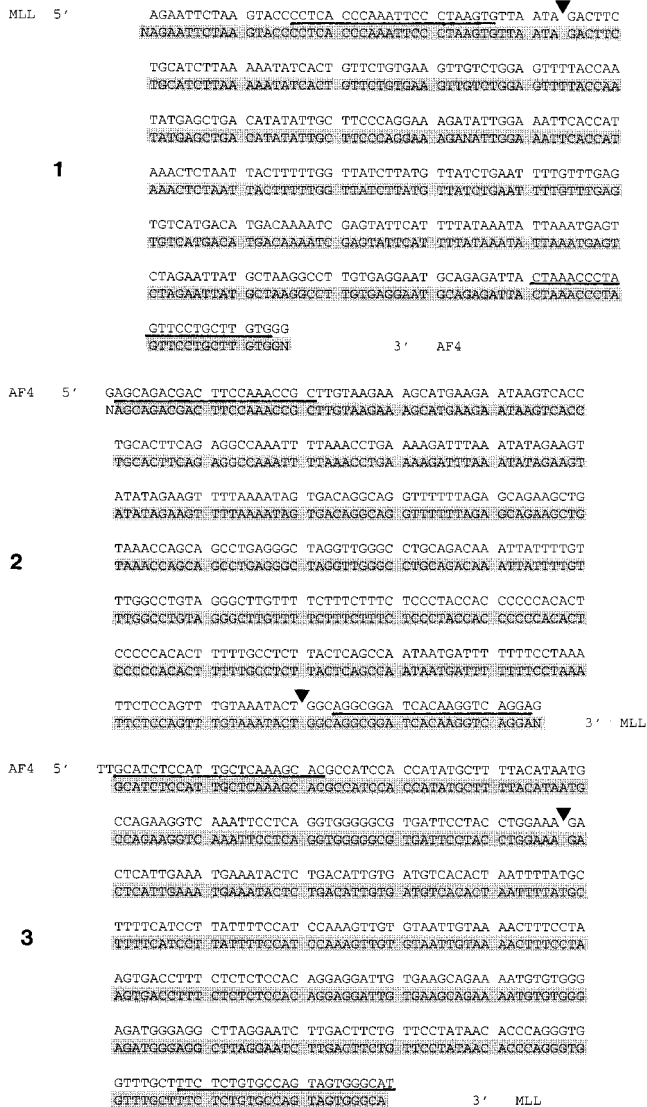 MLL 5′ AGAATTCTAA GTACCCCTCA CCCAAATTCC CTAAGTGTTA ATA GACTTC
NAGAATTCTAA GTACCCCTCA CCCAAATTCC CTAAGTGTTA ATA GACTTC
TGCATCTTAA AAATATCACT GTTCTGTGAA GTTGTCTGGA GTTTTACCAA
TGCATCTTAA AAATATCACT GTTCTGTGAA GTTGTCTGGA GTTTTACCAA
TATGAGCTGA CATATATTGC TTCCCAGGAA AGATATTGGA AATTCACCAT
TATGAGCTGA CATATATTGC TTCCCAGGAA AGANATTGGA AATTCACCAT
1
AAACTCTAAT TACTTTTTGG TTATCTTATG TTATCTGAAT TTTGTTTGAG
AAACTCTAAT TACTTTTTGG TTATCTTATG TTATCTGAAT TTTGTTTGAG
TGTCATGACA TGACAAAATC GAGTATTCAT TTTATAAATA TTAAATGAGT
TGTCATGACA TGACAAAATC GAGTATTCAT TTTATAAATA TTAAATGAGT
CTAGAATTAT GCTAAGGCCT TGTGAGGAAT GCAGAGATTA CTAAACCCTA
CTAGAATTAT GCTAAGGCCT TGTGAGGAAT GCAGAGATTA CTAAACCCTA
GTTCCTGCTT GTGGG
GTTCCTGCTT GTGGN 3′ AF4
AF4 5′ GAGCAGACGAC TTCCAAACCGC TTGTAAGAA AGCATGAAGA ATAAGTCACC
NAGCAGACGAC TTCCAAACCGC TTGTAAGAA AGCATGAAGA ATAAGTCACC
TGCACTTCAG AGGCCAAATT TTAAACCTGA AAAGATTTAA ATATAGAAGT
TGCACTTCAG AGGCCAAATT TTAAACCTGA AAAGATTTAA ATATAGAAGT
ATATAGAAGT TTTAAAATAG TGACAGGCAG GTTTTTTAGA GCAGAAGCTG
ATATAGAAGT TTTAAAATAG TGACAGGCAG GTTTTTTAGA GCAGAAGCTG
2
TAAACCAGCA GCCTGAGGGC TAGGTTGGGC CTGCAGACAA ATTATTTTGT
TAAACCAGCA GCCTGAGGGC TAGGTTGGGC CTGCAGACAA ATTATTTTGT
TTGGCCTGTA GGGCTTGTTT TCTTTCTTTC TCCCTACCAC CCCCCACACT
TTGGCCTGTA GGGCTTGTTT TCTTTCTTTC TCCCTACCAC CCCCCACACT
CCCCCACACT TTTTGCCTCT TACTCAGCCA ATAATGATTT TTTTCCTAAA
CCCCCACACT TTTTGCCTCT TACTCAGCCA ATAATGATTT TTTTCCTAAA
TTCTCCAGTT TGTAAATACT GGCAGGCGGA TCACAAGGTC AGGAG
TTCTCCAGTT TGTAAATACT GGCAGGCGGA TCACAAGGTC AGGAN 3′ MLL
AF4 5′ TTGCATCTCCAT TGCTCAAAGC ACGCCATCCA CCATATGCTT TTACATAATG
GCATCTCCAT TGCTCAAAGC ACGCCATCCA CCATATGCTT TTACATAATG
CCAGAAGGTC AAATTCCTCA GGTGGGGGCG TGATTCCTAC CTGGAAA GA
CCAGAAGGTC AAATTCCTCA GGTGGGGGCG TGATTCCTAC CTGGAAA GA
CTCATTGAAA TGAAATACTC TGACATTGTG ATGTCACACT AATTTTATGC
CTCATTGAAA TGAAATACTC TGACATTGTG ATGTCACACT AATTTTATGC
3
TTTTCATCCT TATTTTCCAT CCAAAGTTGT GTAATTGTAA AACTTTCCTA
TTTTCATCCT TATTTTCCAT CCAAAGTTGT GTAATTGTAA AACTTTCCTA
AGTGACCTTT CTCTCTCCAC AGGAGGATTG TGAAGCAGAA AATGTGTGGG
AGTGACCTTT CTCTCTCCAC AGGAGGATTG TGAAGCAGAA AATGTGTGGG
AGATGGGAGG CTTAGGAATC TTGACTTCTG TTCCTATAAC ACCCAGGGTG
AGATGGGAGG CTTAGGAATC TTGACTTCTG TTCCTATAAC ACCCAGGGTG
GTTTGCTTTC TCTGTGCCAG TAGTGGGCAT
GTTTGCTTTC TCTGTGCCAG TAGTGGGCA 3′ MLL